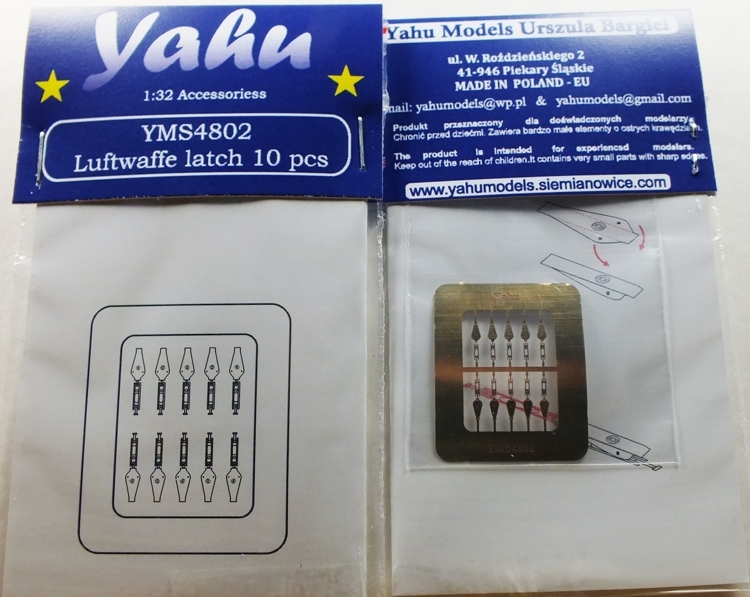 Yahu
1:32 Accessoriess
YMS4802
Luftwaffe latch 10 pcs
Yahu Models Urszula Bargieł
ul. W. Roździeńskiego 2
41-946 Piekary Śląskie
MADE IN POLAND - EU
mail: yahumodels@wp.pl & yahumodels@gmail.com
Produkt przeznaczony dla doświadczonych modelarzy.
Chronić przed dziećmi. Zawiera bardzo małe elementy o ostrych krawędziach.
The product is intended for experienced modelers.
Keep out of the reach of children.It contains very small parts with sharp edges.
www.yahumodels.siemianowice.com
Yahu
YMS4802